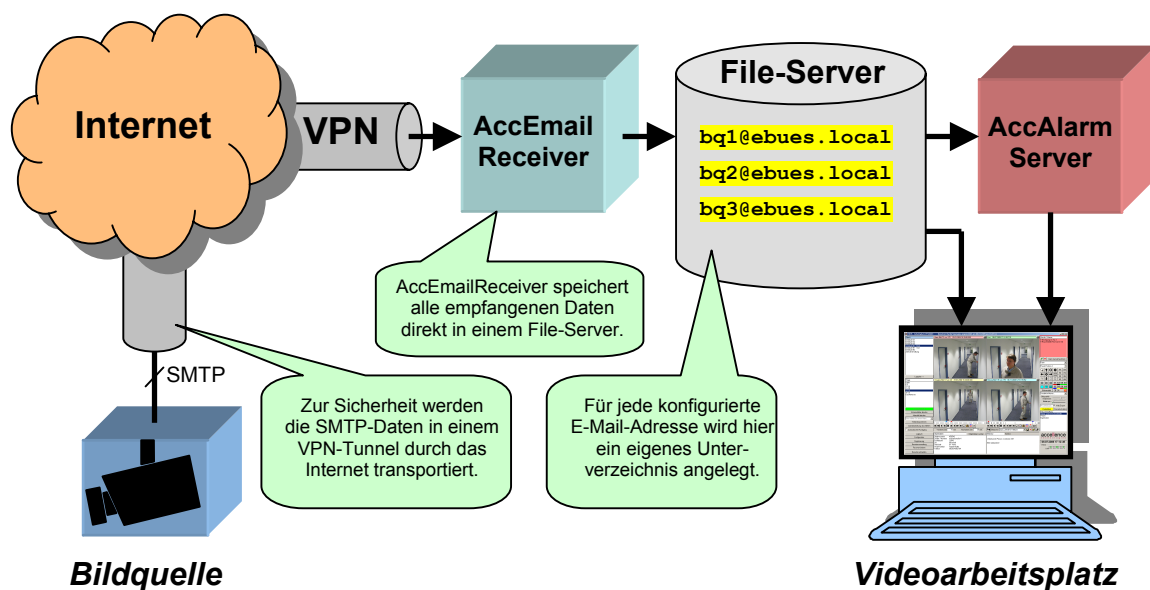 Internet
VPN
AccEmail
Receiver
File-Server
bq1@ebues.local
bq2@ebues.local
bq3@ebues.local
AccAlarm
Server
AccEmailReceiver speichert
alle empfangenen Daten
direkt in einem File-Server.
SMTP
Zur Sicherheit werden
die SMTP-Daten in einem
VPN-Tunnel durch das
Internet transportiert.
Für jede konfigurierte
E-Mail-Adresse wird hier
ein eigenes Unter-
verzeichnis angelegt.
Bildquelle
Videoarbeitsplatz